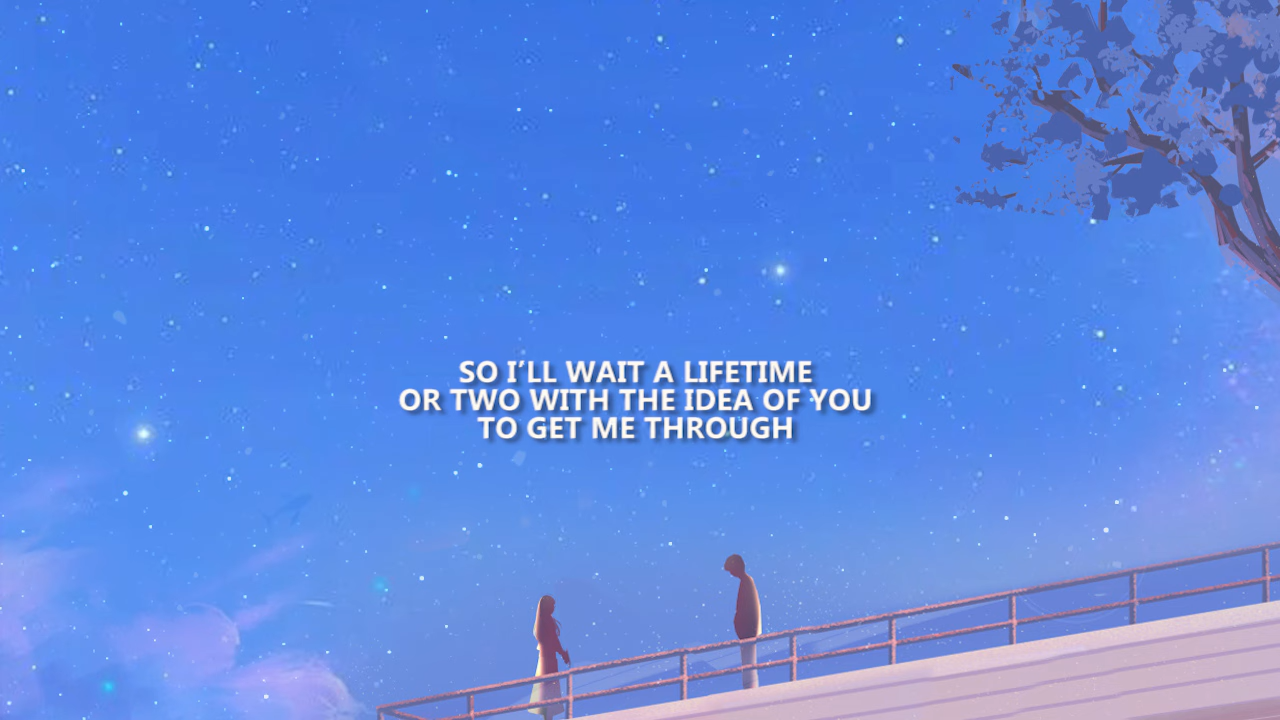 SO I’LL WAIT A LIFETIME
OR TWO WITH THE IDEA OF YOU
TO GET ME THROUGH